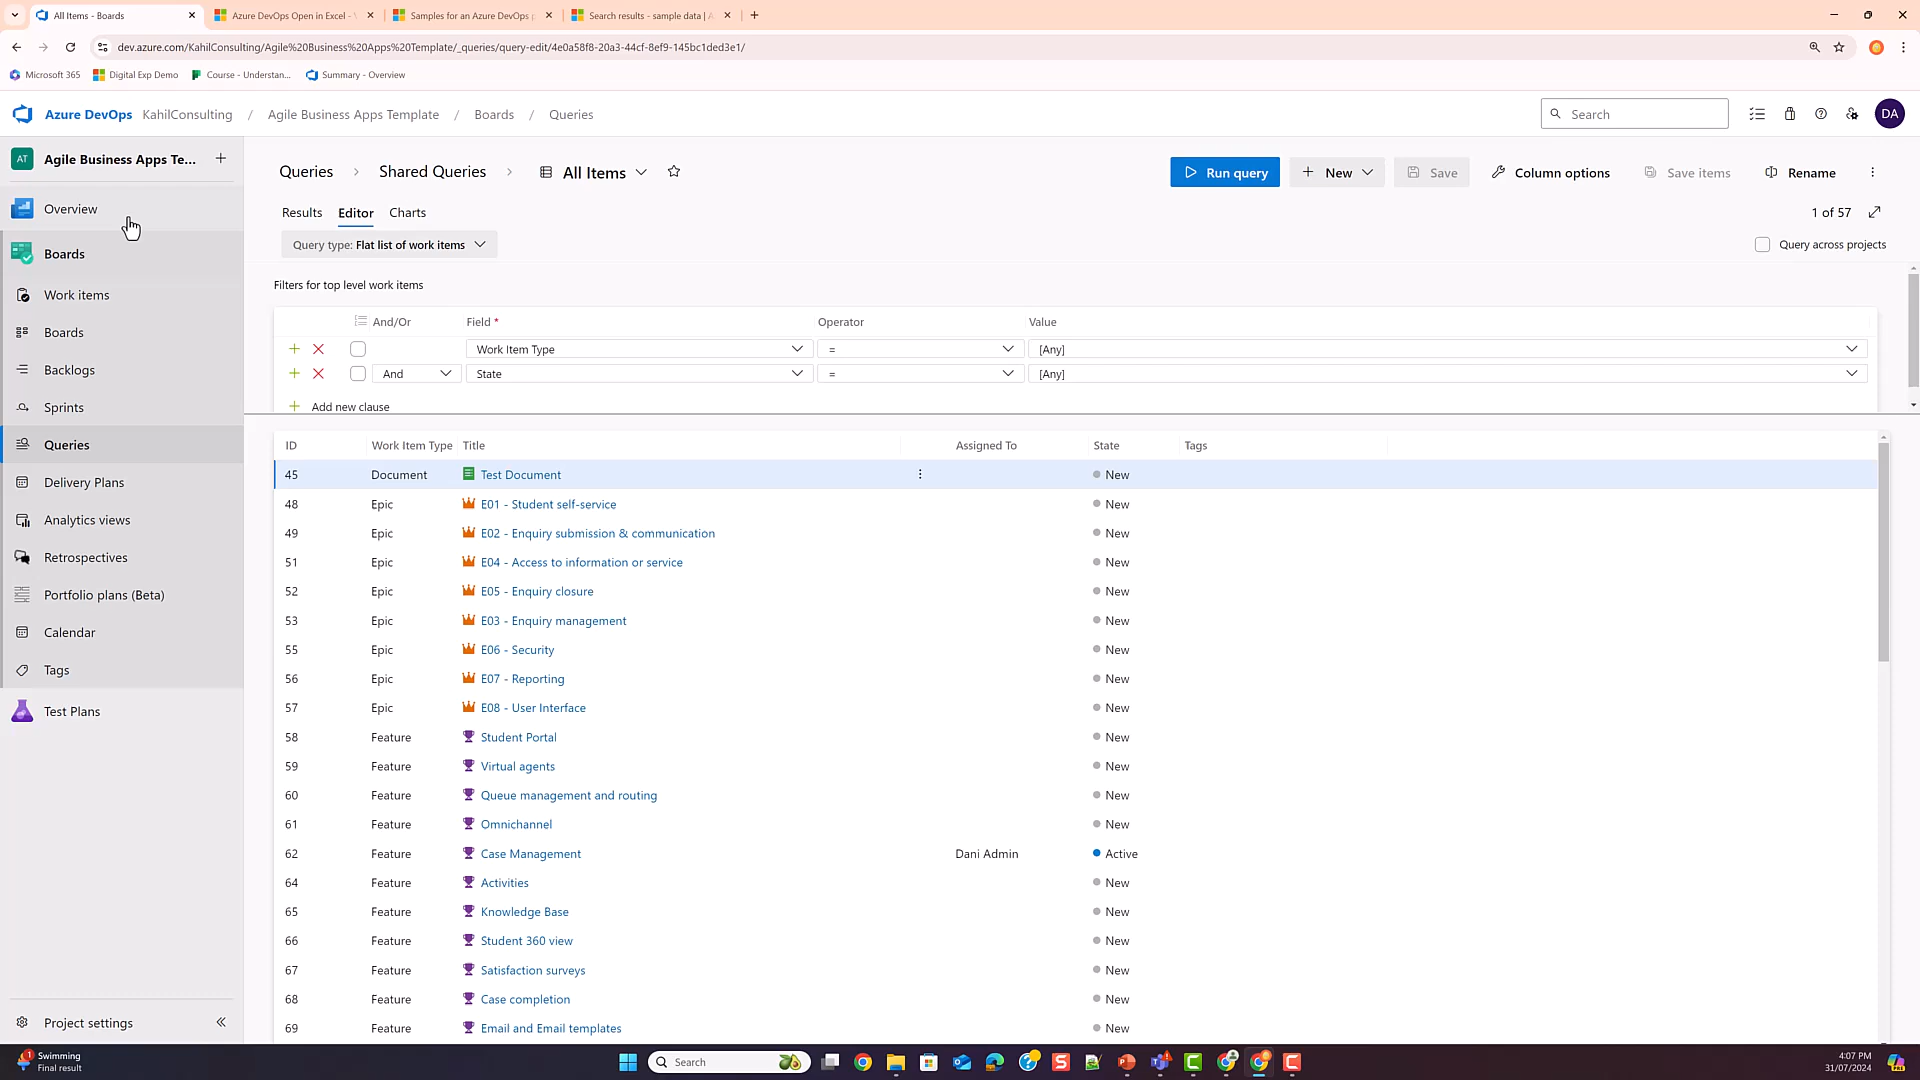 All Items - Boards
Azure DevOps Open in Excel -
Samples for an Azure DevOps
Search results - sample data |
dev.azure.com/KahilConsulting/Agile%20Business%20Apps%20Template/_queries/query-edit/4e0a58f8-20a3-44cf-8ef9-145bc1ded3e1/
Microsoft 365
Digital Exp Demo
Course - Understan...
Summary - Overview
Azure DevOps KahilConsulting / Agile Business Apps Template / Boards / Queries
Search
DA
AT Agile Business Apps Te...
Overview
Boards
Work items
Boards
Backlogs
Sprints
Queries
Delivery Plans
Analytics views
Retrospectives
Portfolio plans (Beta)
Calendar
Tags
Test Plans
Project settings
Queries > Shared Queries > All Items
Run query
New
Save
Column options
Save items
Rename
Results Editor Charts
1 of 57
Query type: Flat list of work items
Query across projects
Filters for top level work items
And/Or Field * Operator Value
Work Item Type = [Any]
And State = [Any]
Add new clause
ID Work Item Type Title Assigned To State Tags
45 Document Test Document New
48 Epic E01 - Student self-service New
49 Epic E02 - Enquiry submission & communication New
51 Epic E04 - Access to information or service New
52 Epic E05 - Enquiry closure New
53 Epic E03 - Enquiry management New
55 Epic E06 - Security New
56 Epic E07 - Reporting New
57 Epic E08 - User Interface New
58 Feature Student Portal New
59 Feature Virtual agents New
60 Feature Queue management and routing New
61 Feature Omnichannel New
62 Feature Case Management Dani Admin Active
64 Feature Activities New
65 Feature Knowledge Base New
66 Feature Student 360 view New
67 Feature Satisfaction surveys New
68 Feature Case completion New
69 Feature Email and Email templates New
1
Swimming
Final result
Search
4:07 PM
31/07/2024